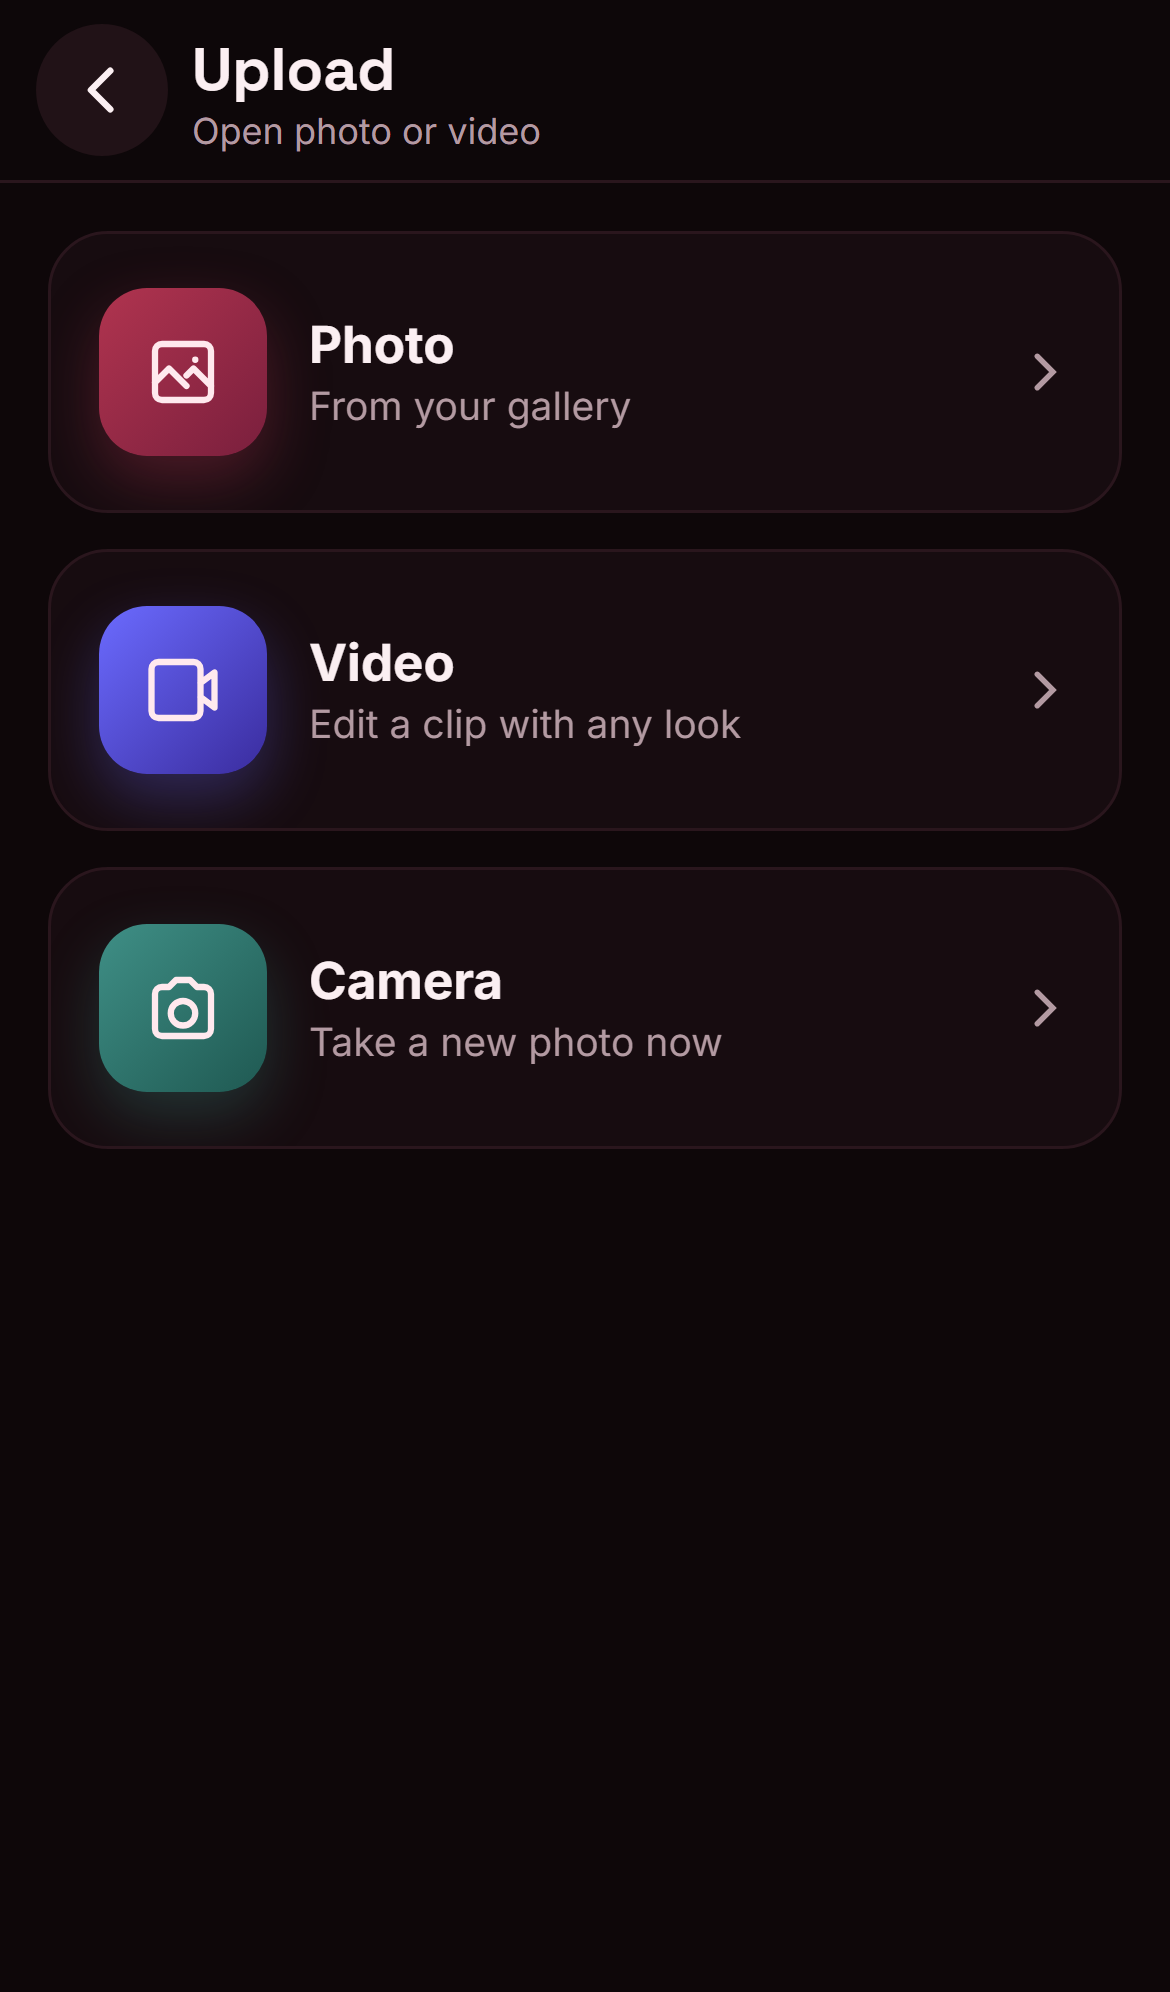 Upload
Open photo or video
Photo
From your gallery
Video
Edit a clip with any look
Camera
Take a new photo now